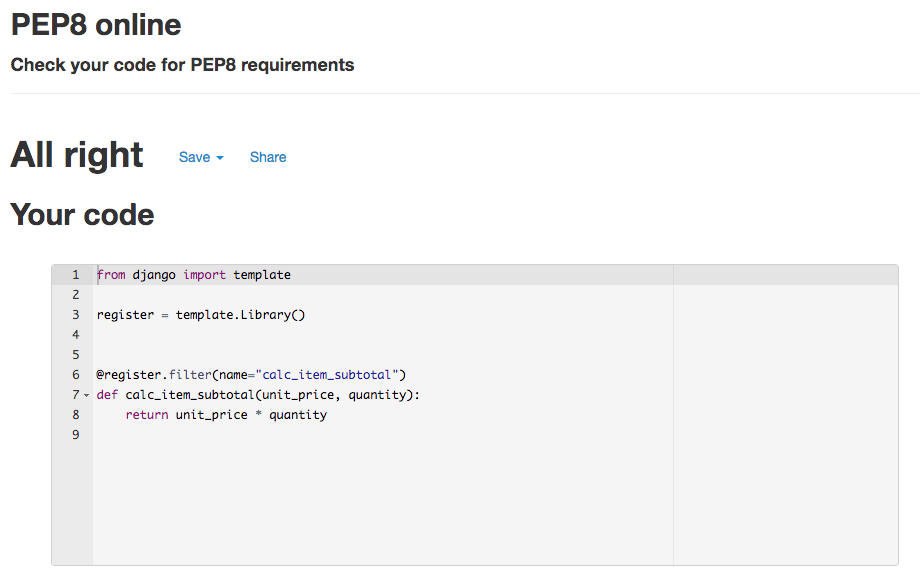 PEP8 online
Check your code for PEP8 requirements
All right Save Share
Your code
1 from django import template
2
3 register = template.Library()
4
5
6 @register.filter(name="calc_item_subtotal")
7 def calc_item_subtotal(unit_price, quantity):
8     return unit_price * quantity
9